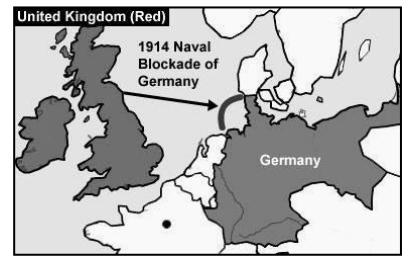 United Kingdom (Red)
1914 Naval
Blockade of
Germany
Germany